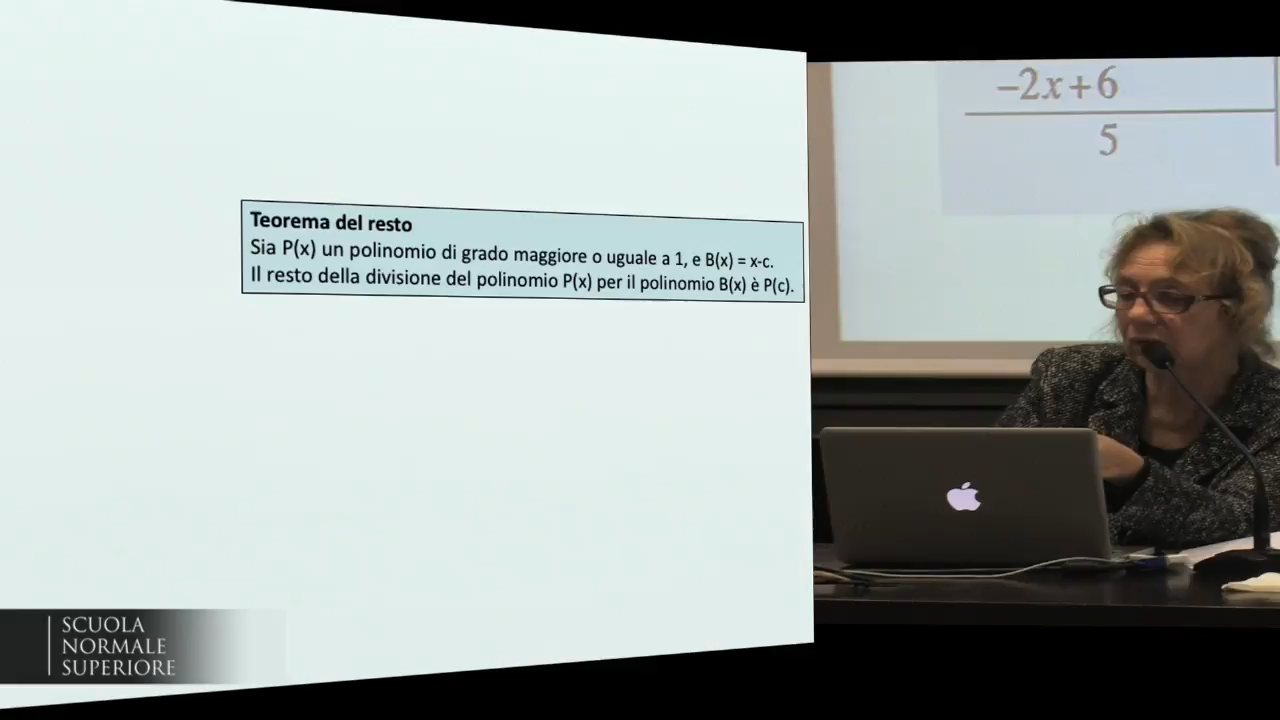 Teorema del resto
Sia P(x) un polinomio di grado maggiore o uguale a 1, e B(x) = x-c.
Il resto della divisione del polinomio P(x) per il polinomio B(x) è P(c).
−2x+6
5
SCUOLA
NORMALE
SUPERIORE